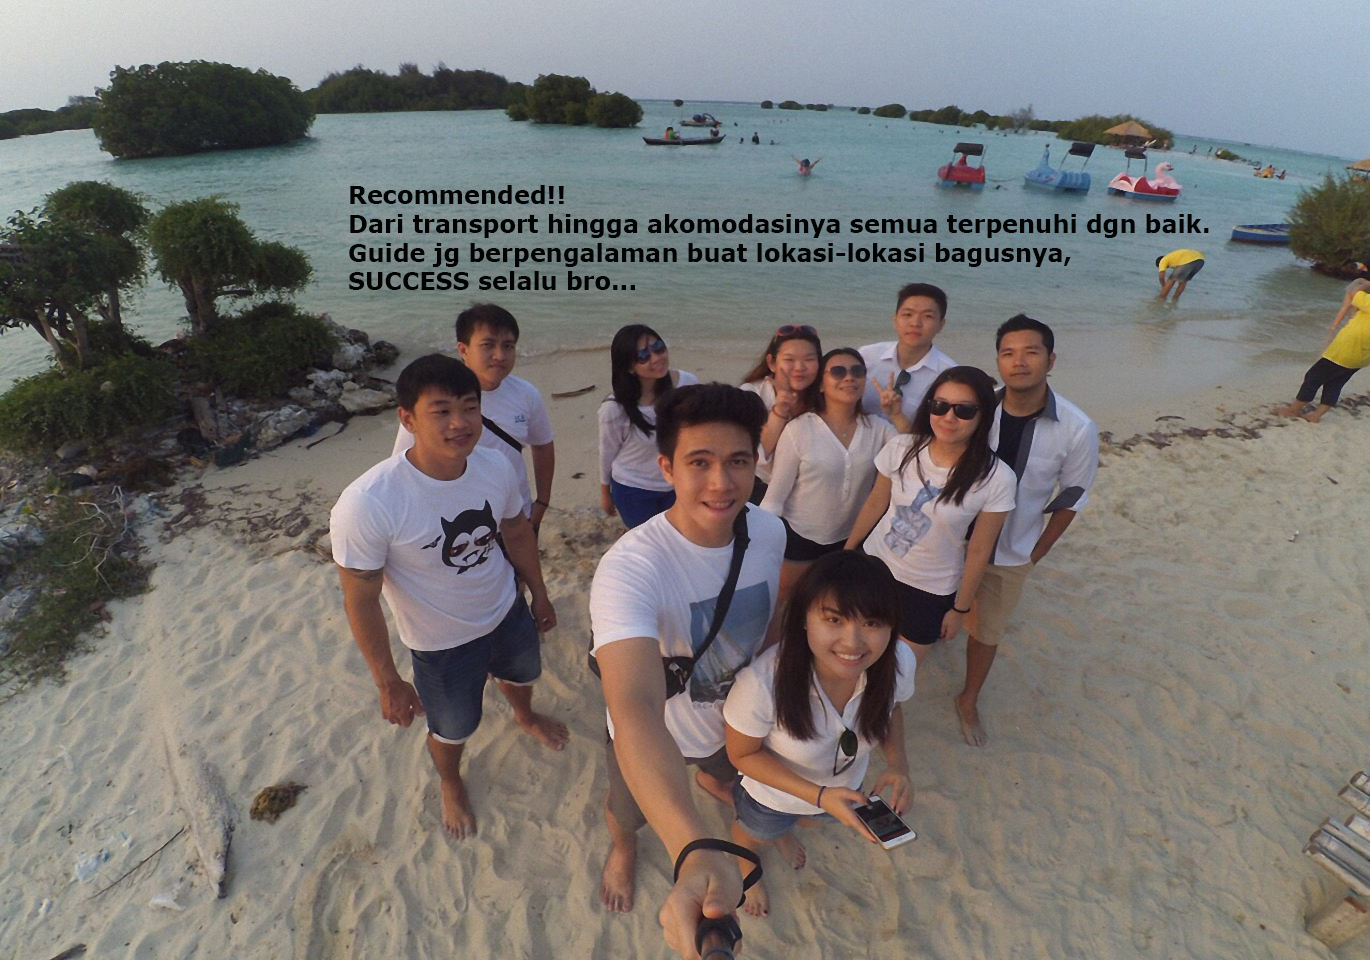 Recommended!!
Dari transport hingga akomodasinya semua terpenuhi dgn baik.
Guide jg berpengalaman buat lokasi-lokasi bagusnya,
SUCCESS selalu bro...